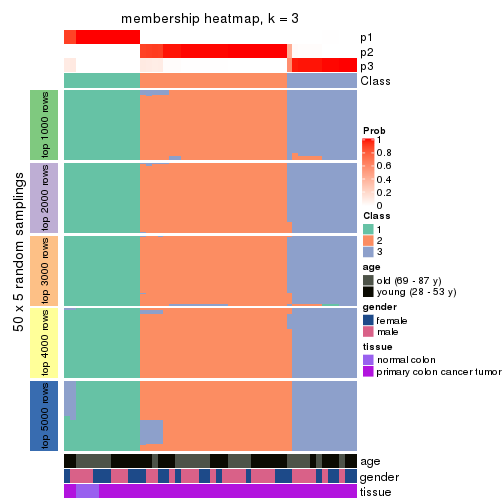 membership heatmap, k = 3
p1
p2
p3
Class
50 x 5 random samplings
top 1000 rows
top 2000 rows
top 3000 rows
top 4000 rows
top 5000 rows
Prob
1
0.8
0.6
0.4
0.2
0
Class
1
2
3
age
old (69 - 87 y)
young (28 - 53 y)
gender
female
male
tissue
normal colon
primary colon cancer tumor
age
gender
tissue